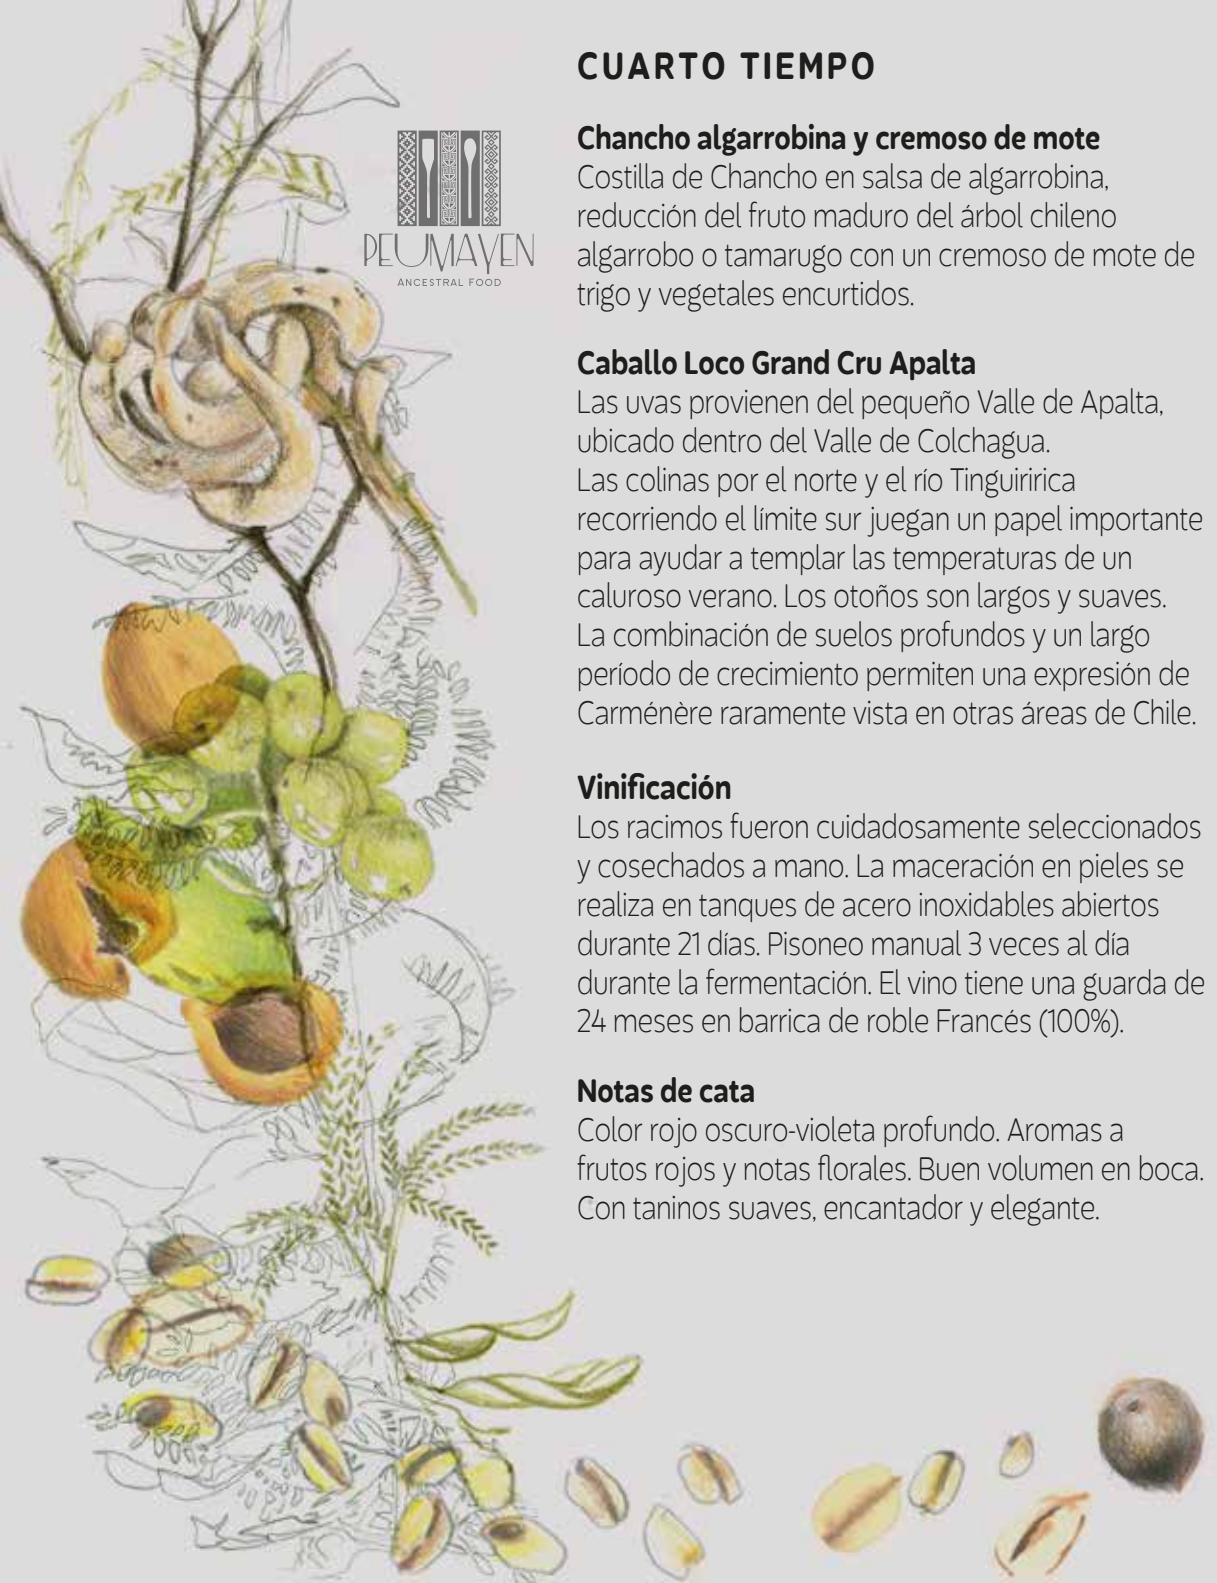 CUARTO TIEMPO
PEUMAYEN
ANCESTRAL FOOD
Chancho algarrobina y cremoso de mote
Costilla de Chancho en salsa de algarrobina,
reducción del fruto maduro del árbol chileno
algarrobo o tamarugo con un cremoso de mote de
trigo y vegetales encurtidos.
Caballo Loco Grand Cru Apalta
Las uvas provienen del pequeño Valle de Apalta,
ubicado dentro del Valle de Colchagua.
Las colinas por el norte y el río Tinguiririca
recorriendo el límite sur juegan un papel importante
para ayudar a templar las temperaturas de un
caluroso verano. Los otoños son largos y suaves.
La combinación de suelos profundos y un largo
período de crecimiento permiten una expresión de
Carménère raramente vista en otras áreas de Chile.
Vinificación
Los racimos fueron cuidadosamente seleccionados
y cosechados a mano. La maceración en pieles se
realiza en tanques de acero inoxidables abiertos
durante 21 días. Pisoneo manual 3 veces al día
durante la fermentación. El vino tiene una guarda de
24 meses en barrica de roble Francés (100%).
Notas de cata
Color rojo oscuro-violeta profundo. Aromas a
frutos rojos y notas florales. Buen volumen en boca.
Con taninos suaves, encantador y elegante.